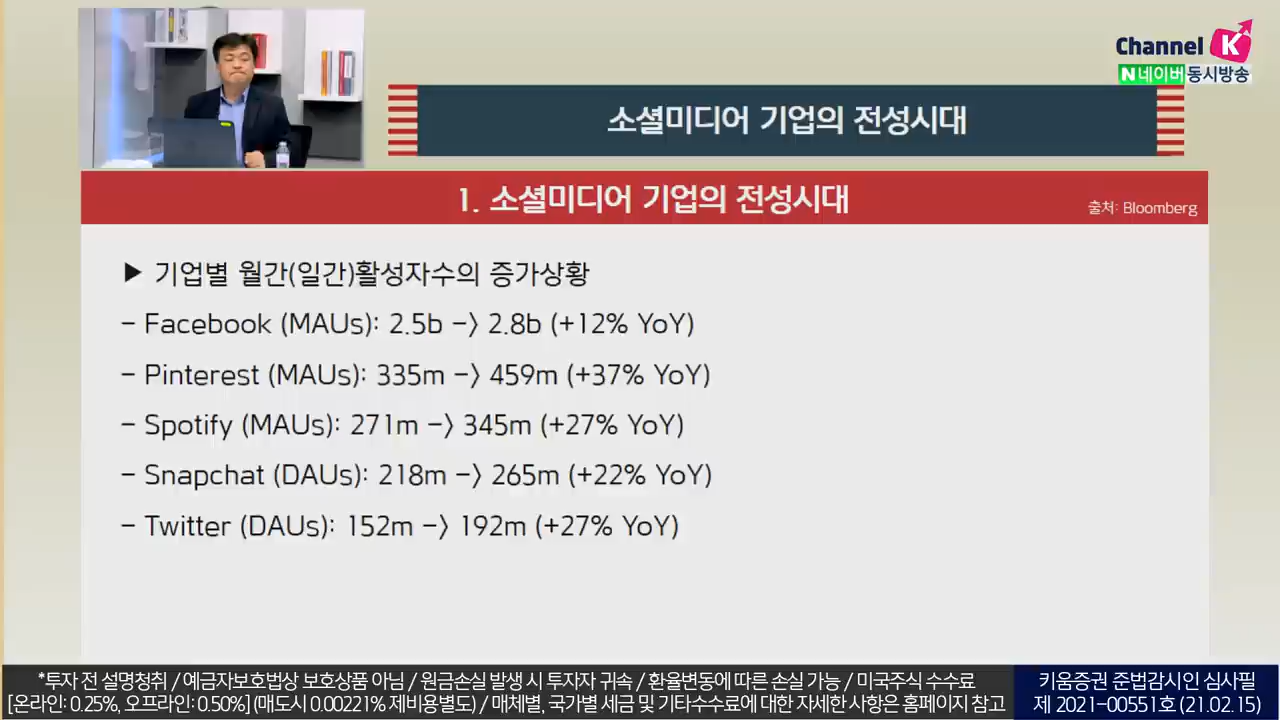 Channel K
N 네이버 동시방송
소셜미디어 기업의 전성시대
1. 소셜미디어 기업의 전성시대
출처: Bloomberg
▶ 기업별 월간(일간)활성자수의 증가상황
- Facebook (MAUs): 2.5b -> 2.8b (+12% YoY)
- Pinterest (MAUs): 335m -> 459m (+37% YoY)
- Spotify (MAUs): 271m -> 345m (+27% YoY)
- Snapchat (DAUs): 218m -> 265m (+22% YoY)
- Twitter (DAUs): 152m -> 192m (+27% YoY)
*투자 전 설명청취 / 예금자보호법상 보호상품 아님 / 원금손실 발생 시 투자자 귀속 / 환율변동에 따른 손실 가능 / 미국주식 수수료
[온라인: 0.25%, 오프라인: 0.50%] (매도시 0.00221% 제비용별도) / 매체별, 국가별 세금 및 기타수수료에 대한 자세한 사항은 홈페이지 참고
키움증권 준법감시인 심사필
제 2021-00551호 (21.02.15)